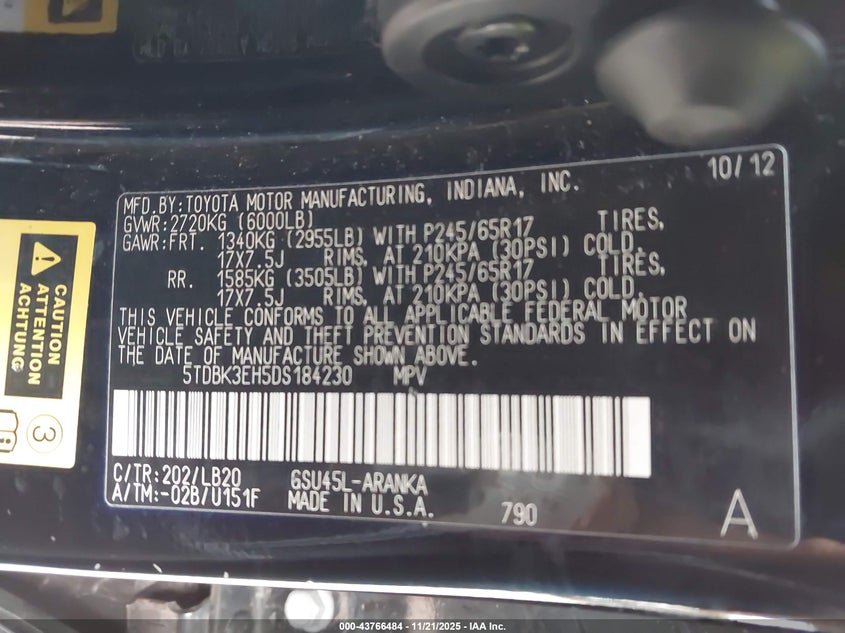 10/12
MFD.BY:TOYOTA MOTOR MANUFACTURING, INDIANA, INC.
GVWR:2720KG (6000LB)
GAWR:FRT. 1340KG (2955LB) WITH P245/65R17 TIRES,
17X7.5J RIMS, AT 210KPA (30PSI) COLD.
RR. 1585KG (3505LB) WITH P245/65R17 TIRES,
17X7.5J RIMS, AT 210KPA (30PSI) COLD.
THIS VEHICLE CONFORMS TO ALL APPLICABLE FEDERAL MOTOR
VEHICLE SAFETY AND THEFT PREVENTION STANDARDS IN EFFECT ON
THE DATE OF MANUFACTURE SHOWN ABOVE.
5TDBK3EH5DS184230 MPV
C/TR:202/LB20 GSU45L-ARANKA
A/TM:-02B/U151F MADE IN U.S.A.
790
A
CAUTION
ATTENTION
ACHTUNG
3
000-43766484 - 11/21/2025 - IAA Inc.